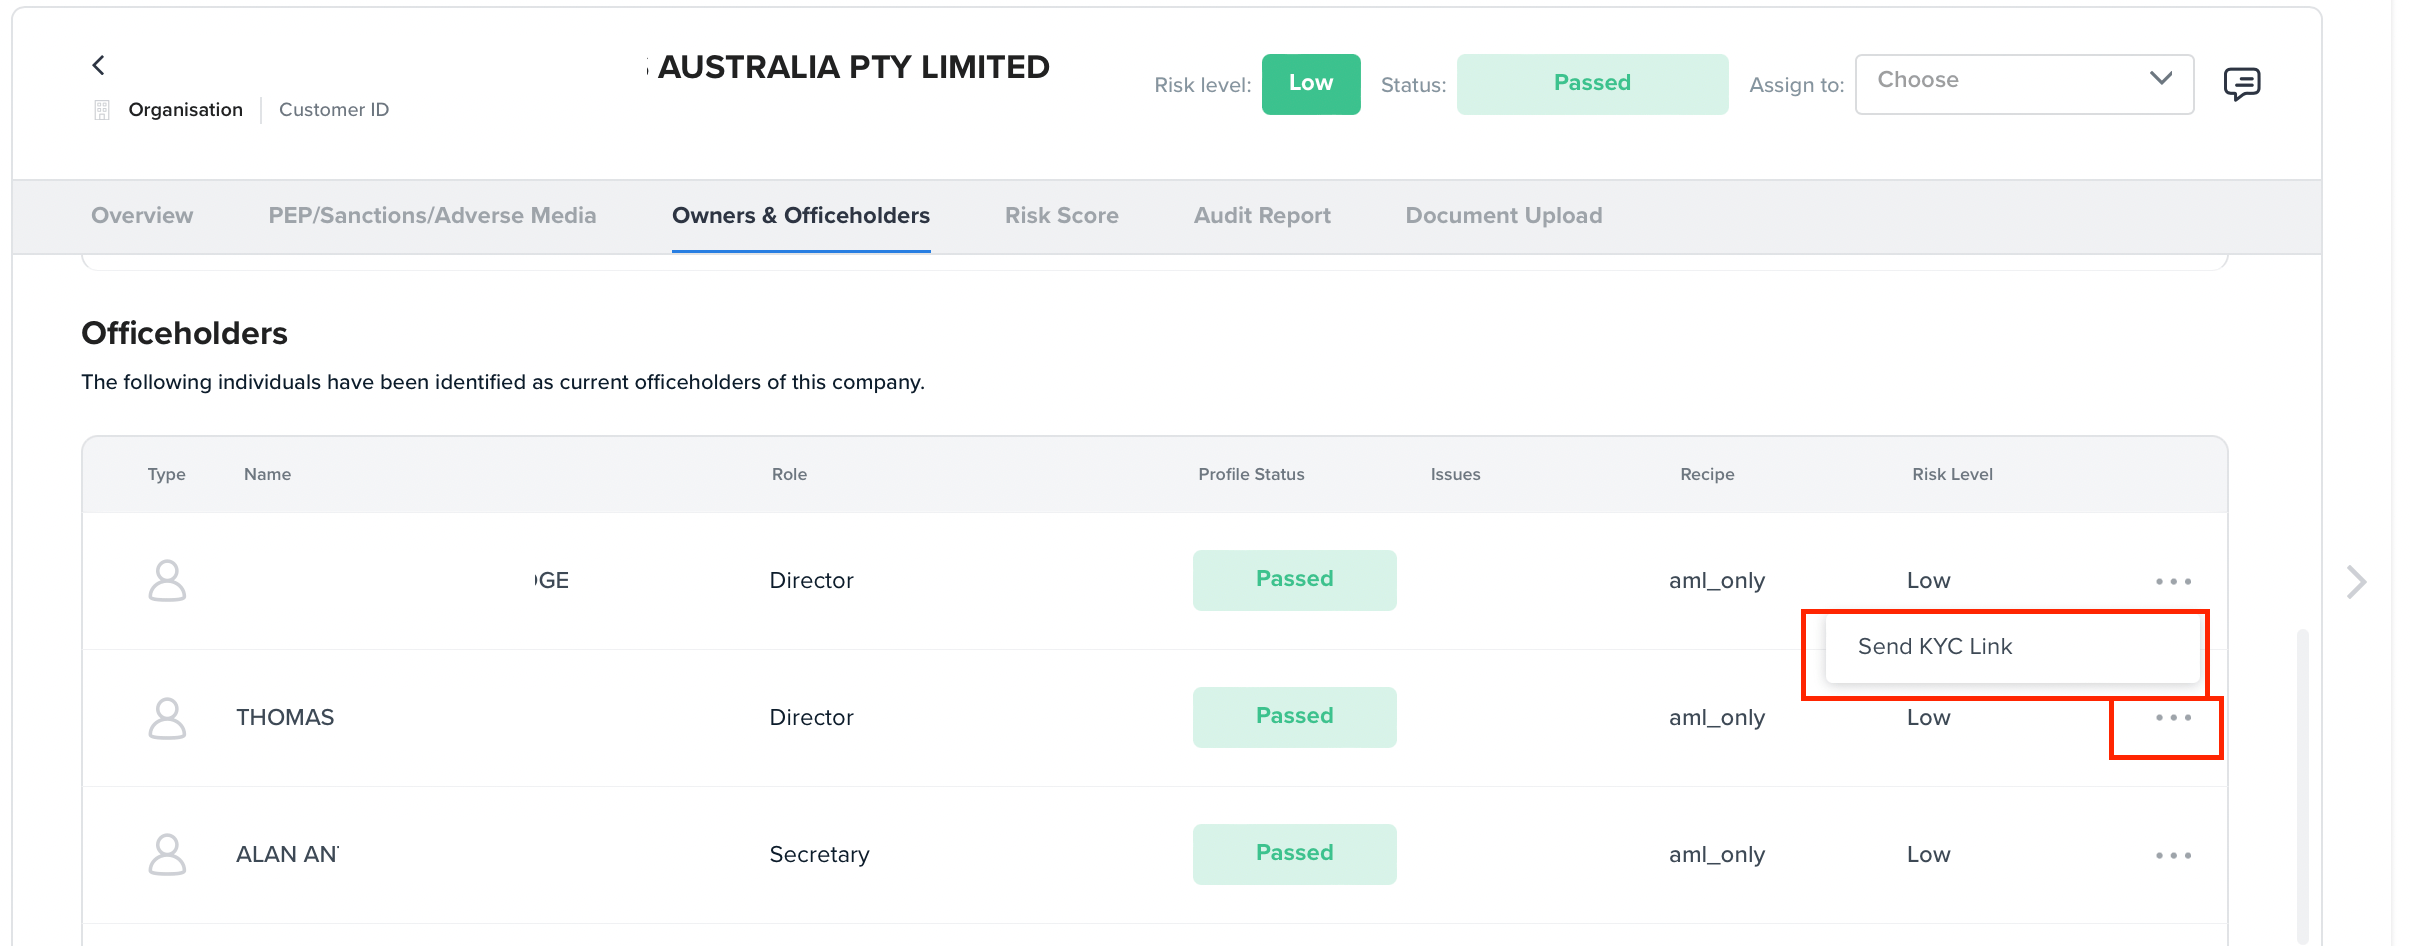 AUSTRALIA PTY LIMITED
Risk level: Low Status: Passed Assign to: Choose
Organisation Customer ID
Overview PEP/Sanctions/Adverse Media Owners & Officeholders Risk Score Audit Report Document Upload
Officeholders
The following individuals have been identified as current officeholders of this company.
Type Name Role Profile Status Issues Recipe Risk Level
GE Director Passed aml_only Low
Send KYC Link
THOMAS Director Passed aml_only Low
ALAN AN Secretary Passed aml_only Low